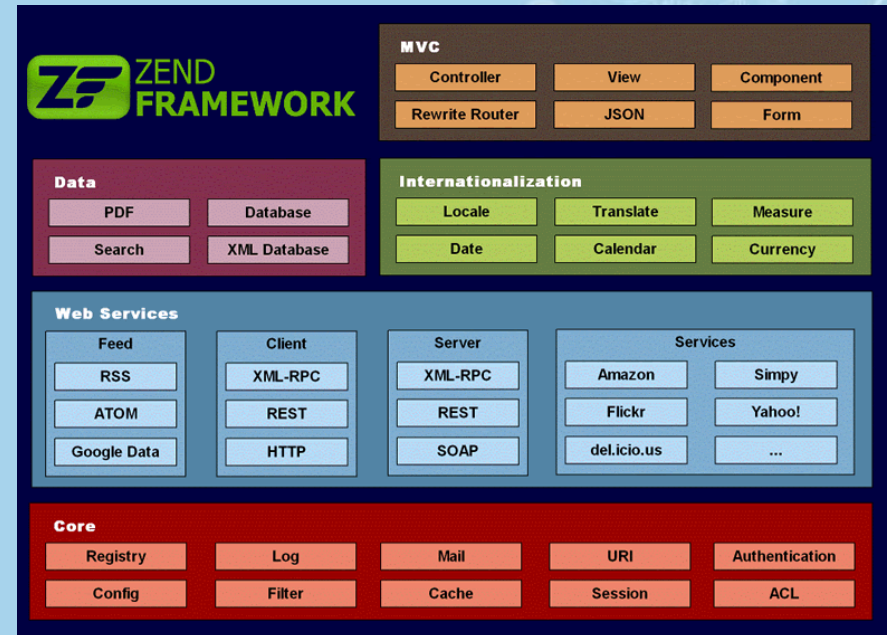 ZF ZEND
FRAMEWORK
MVC
Controller View Component
Rewrite Router JSON Form
Data
PDF Database
Search XML Database
Internationalization
Locale Translate Measure
Date Calendar Currency
Web Services
Feed
RSS
ATOM
Google Data
Client
XML-RPC
REST
HTTP
Server
XML-RPC
REST
SOAP
Services
Amazon Simpy
Flickr Yahoo!
del.icio.us ...
Core
Registry Log Mail URI Authentication
Config Filter Cache Session ACL